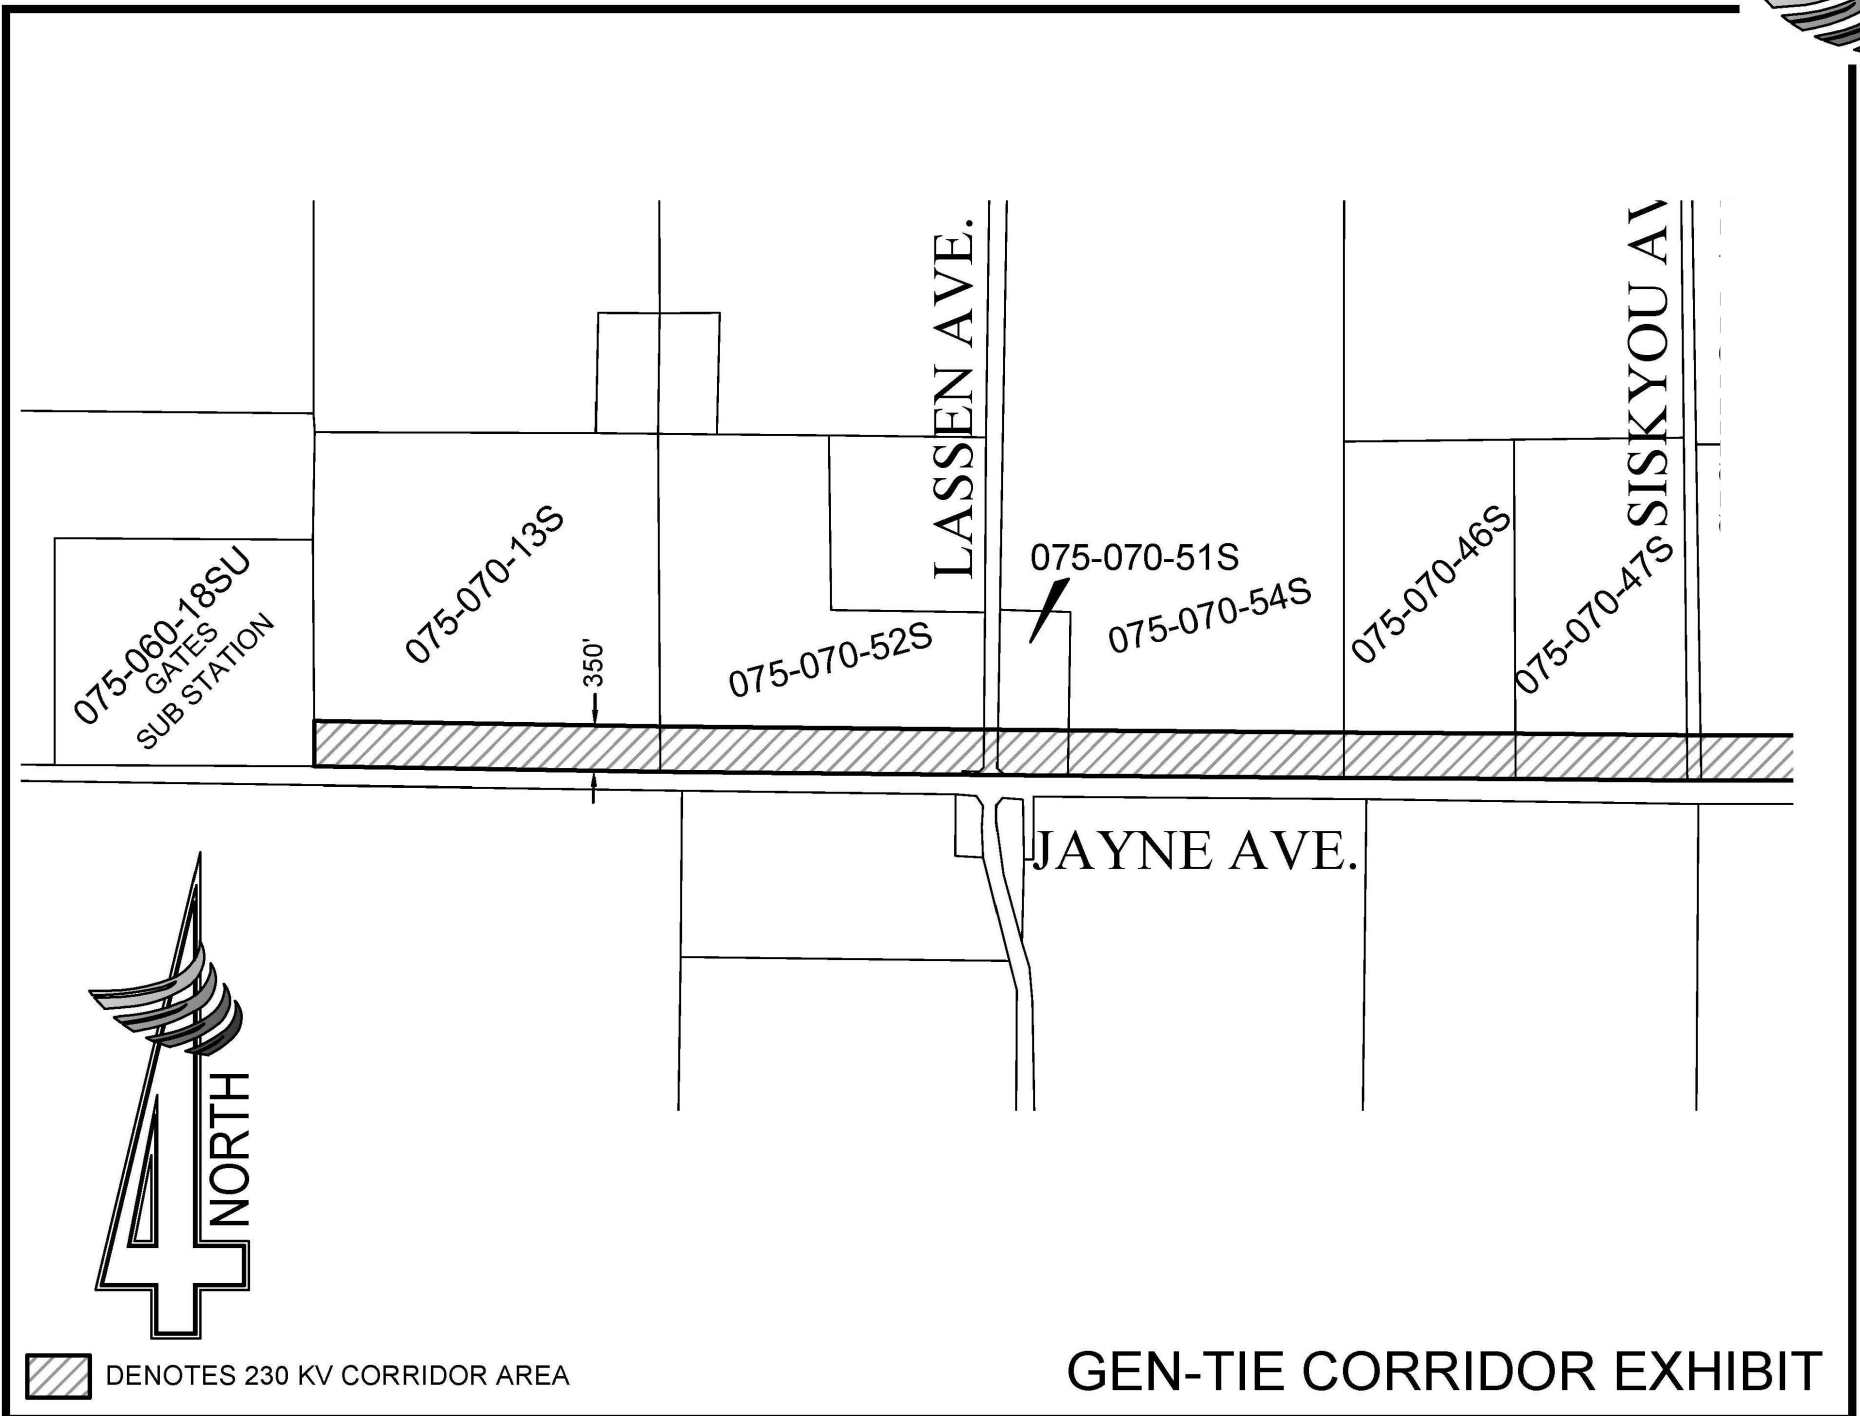 LASSEN AVE.
SISKYOU AV
075-060-18SU
GATES
SUB STATION
075-070-13S
350'
075-070-52S
075-070-51S
075-070-54S
075-070-46S
075-070-47S
JAYNE AVE.
NORTH
DENOTES 230 KV CORRIDOR AREA
GEN-TIE CORRIDOR EXHIBIT